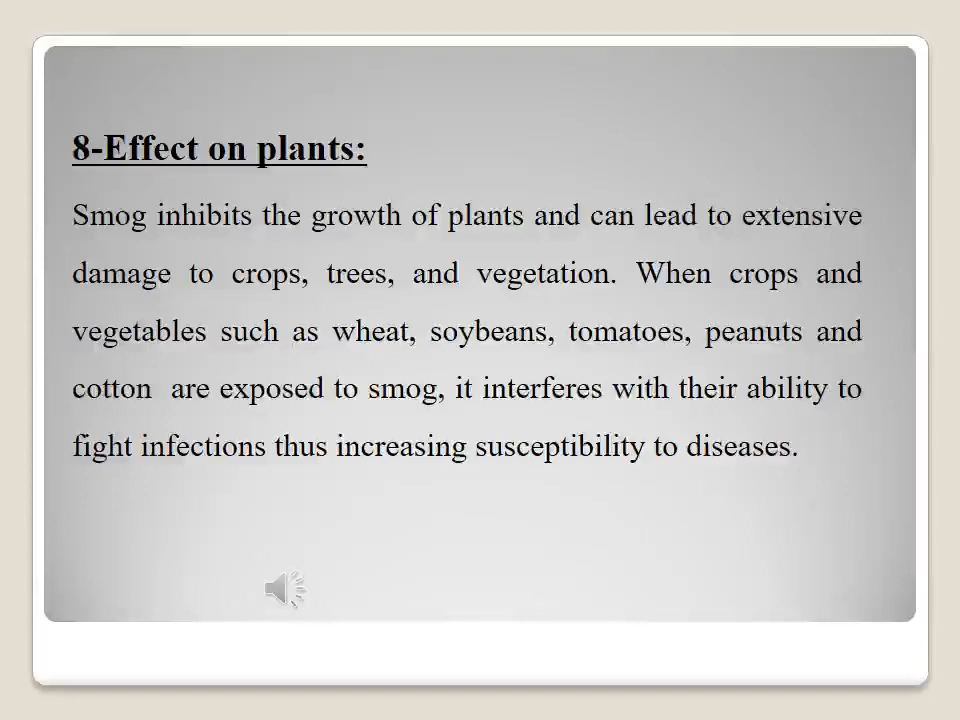 8-Effect on plants:
Smog inhibits the growth of plants and can lead to extensive
damage to crops, trees, and vegetation. When crops and
vegetables such as wheat, soybeans, tomatoes, peanuts and
cotton  are exposed to smog, it interferes with their ability to
fight infections thus increasing susceptibility to diseases.